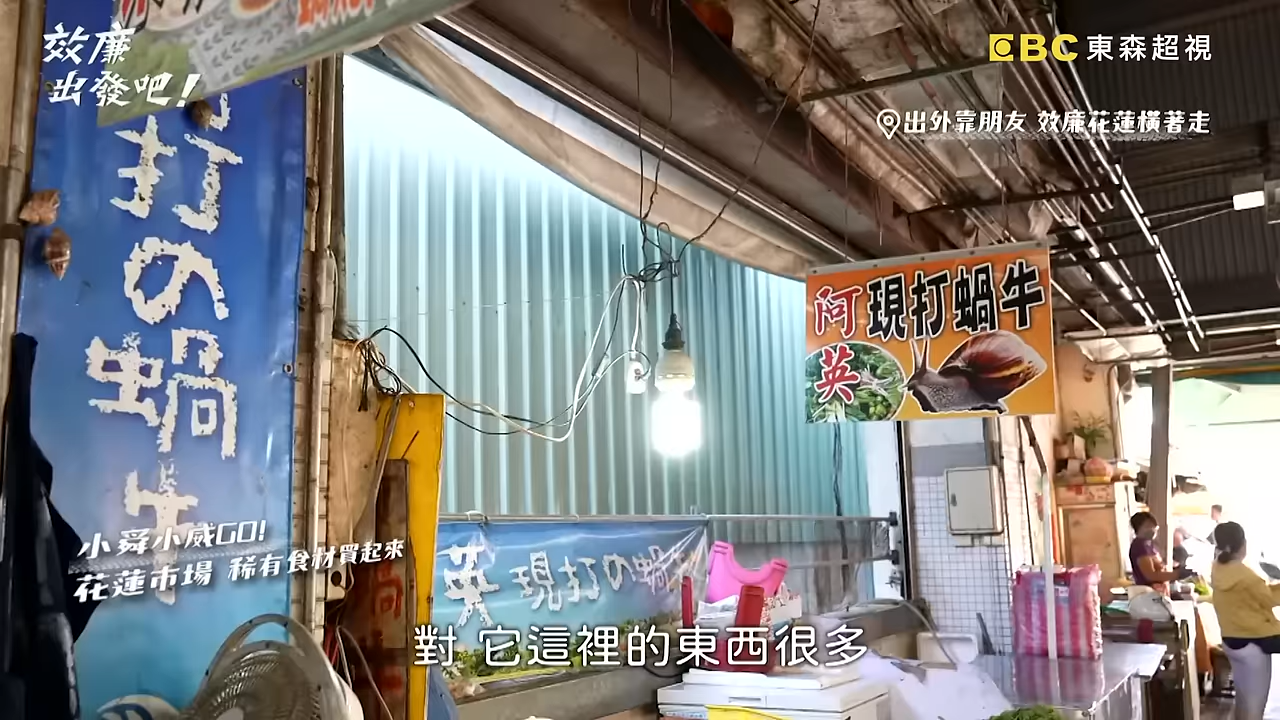 效廉
出發吧!
EBC 東森超視
出外靠朋友 效廉花蓮橫著走
打の蝸牛
阿英
現打蝸牛
英 現打の蝸牛
小舜小威GO!
花蓮市場 稀有食材買起來
對 它這裡的東西很多